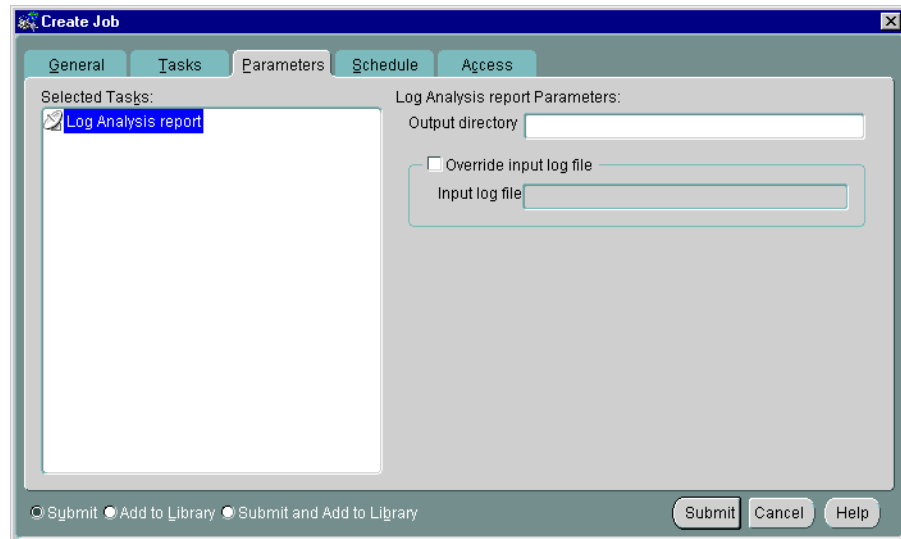 Create Job
General Tasks Parameters Schedule Access
Selected Tasks:
Log Analysis report
Log Analysis report Parameters:
Output directory
Override input log file
Input log file
Submit Add to Library Submit and Add to Library
Submit Cancel Help